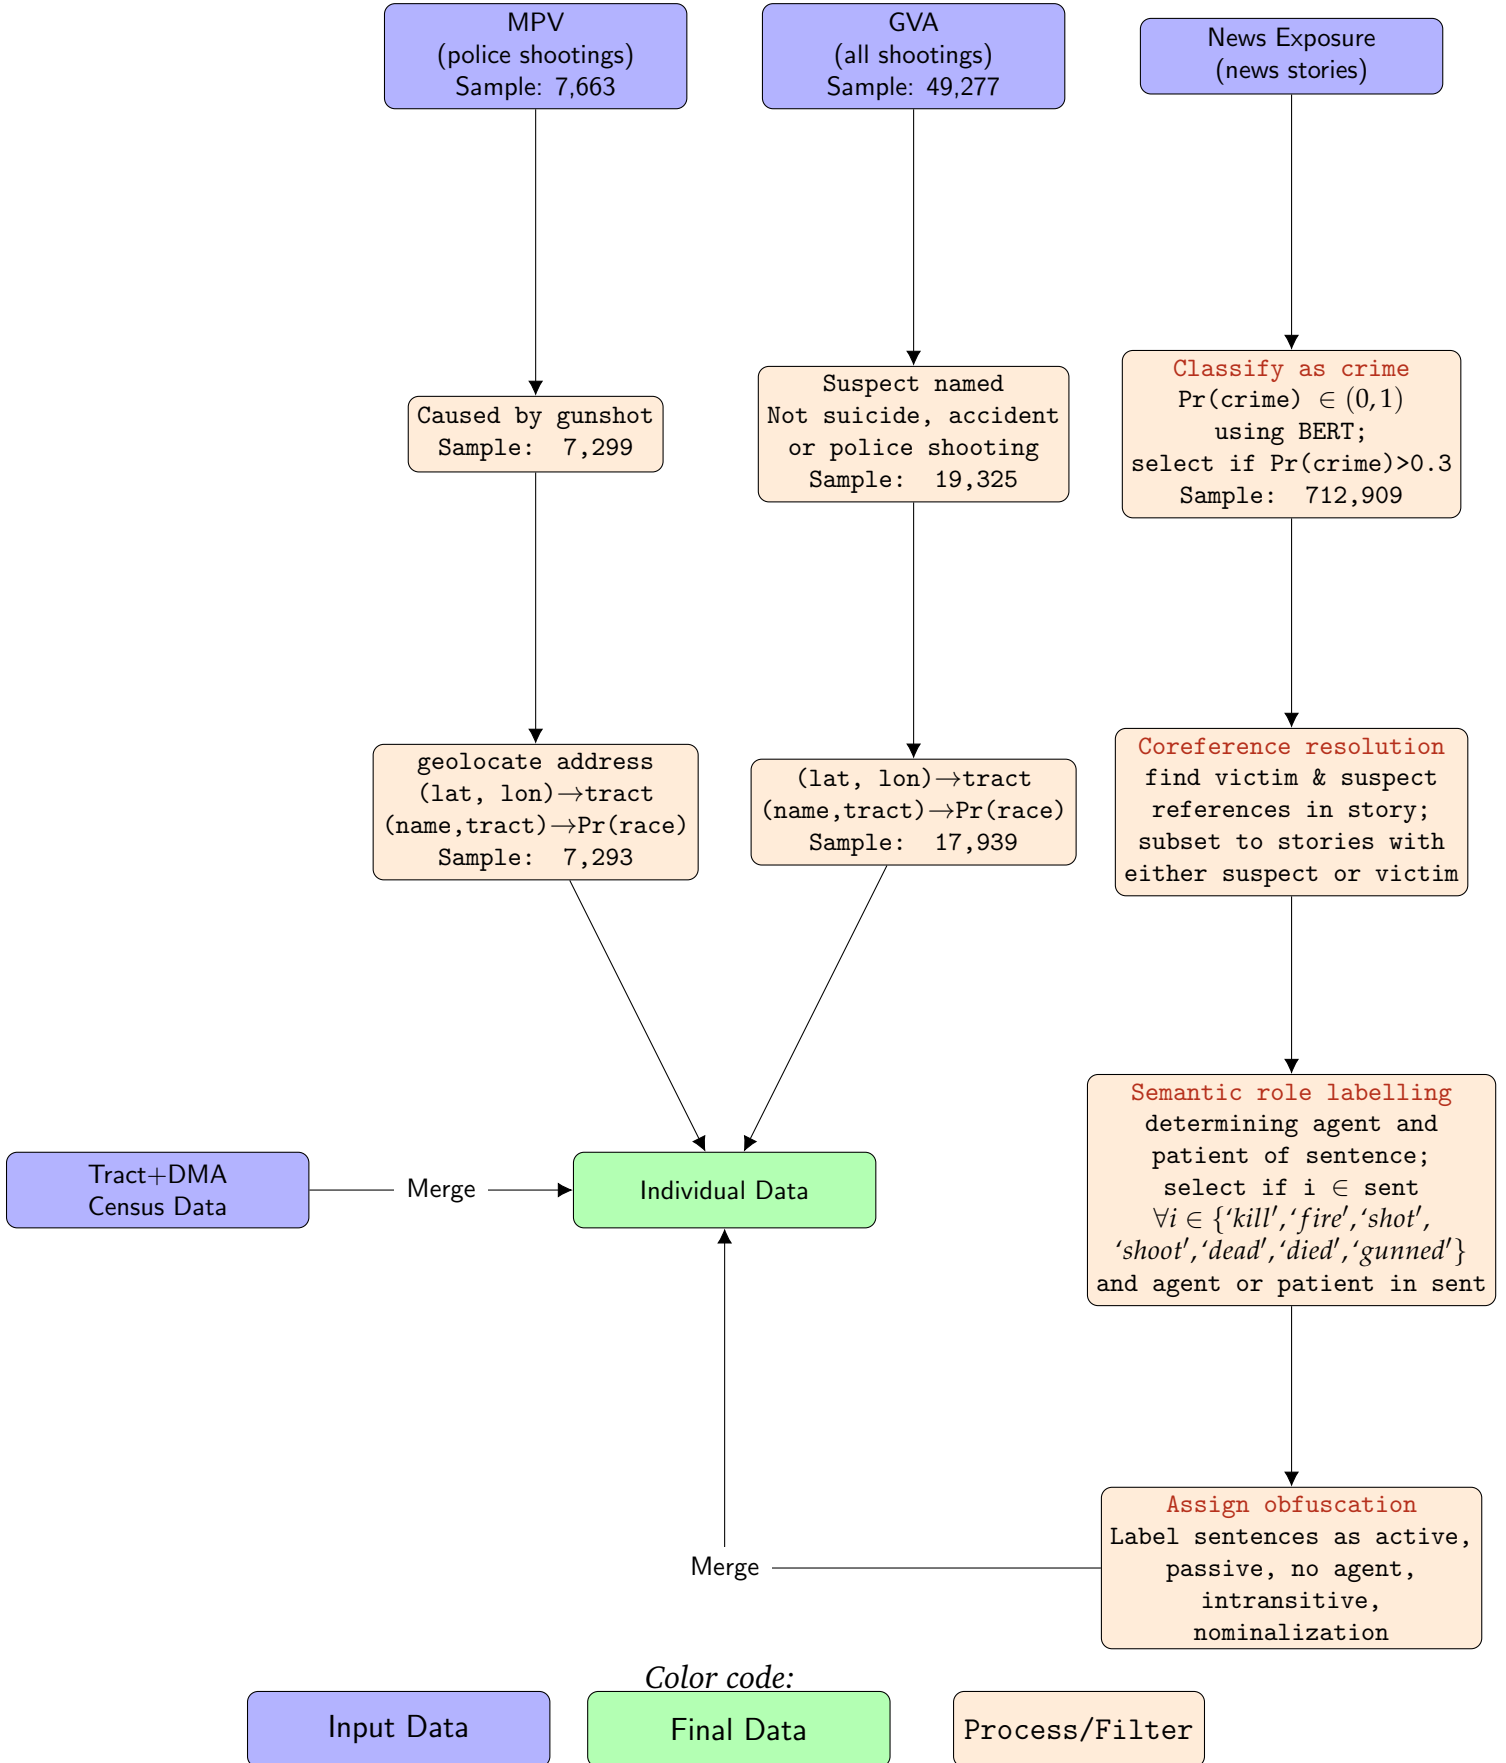 MPV
(police shootings)
Sample: 7,663
GVA
(all shootings)
Sample: 49,277
News Exposure
(news stories)
Caused by gunshot
Sample: 7,299
Suspect named
Not suicide, accident
or police shooting
Sample: 19,325
Classify as crime
Pr(crime) ∈ (0, 1)
using BERT;
select if Pr(crime)>0.3
Sample: 712,909
geolocate address
(lat, lon)→tract
(name,tract)→Pr(race)
Sample: 7,293
(lat, lon)→tract
(name,tract)→Pr(race)
Sample: 17,939
Coreference resolution
find victim & suspect
references in story;
subset to stories with
either suspect or victim
Tract+DMA
Census Data
Merge
Individual Data
Semantic role labelling
determining agent and
patient of sentence;
select if i ∈ sent
∀i ∈ {‘kill′, ‘fire′, ‘shot′,
‘shoot′, ‘dead′, ‘died′, ‘gunned′}
and agent or patient in sent
Merge
Assign obfuscation
Label sentences as active,
passive, no agent,
intransitive,
nominalization
Color code:
Input Data
Final Data
Process/Filter